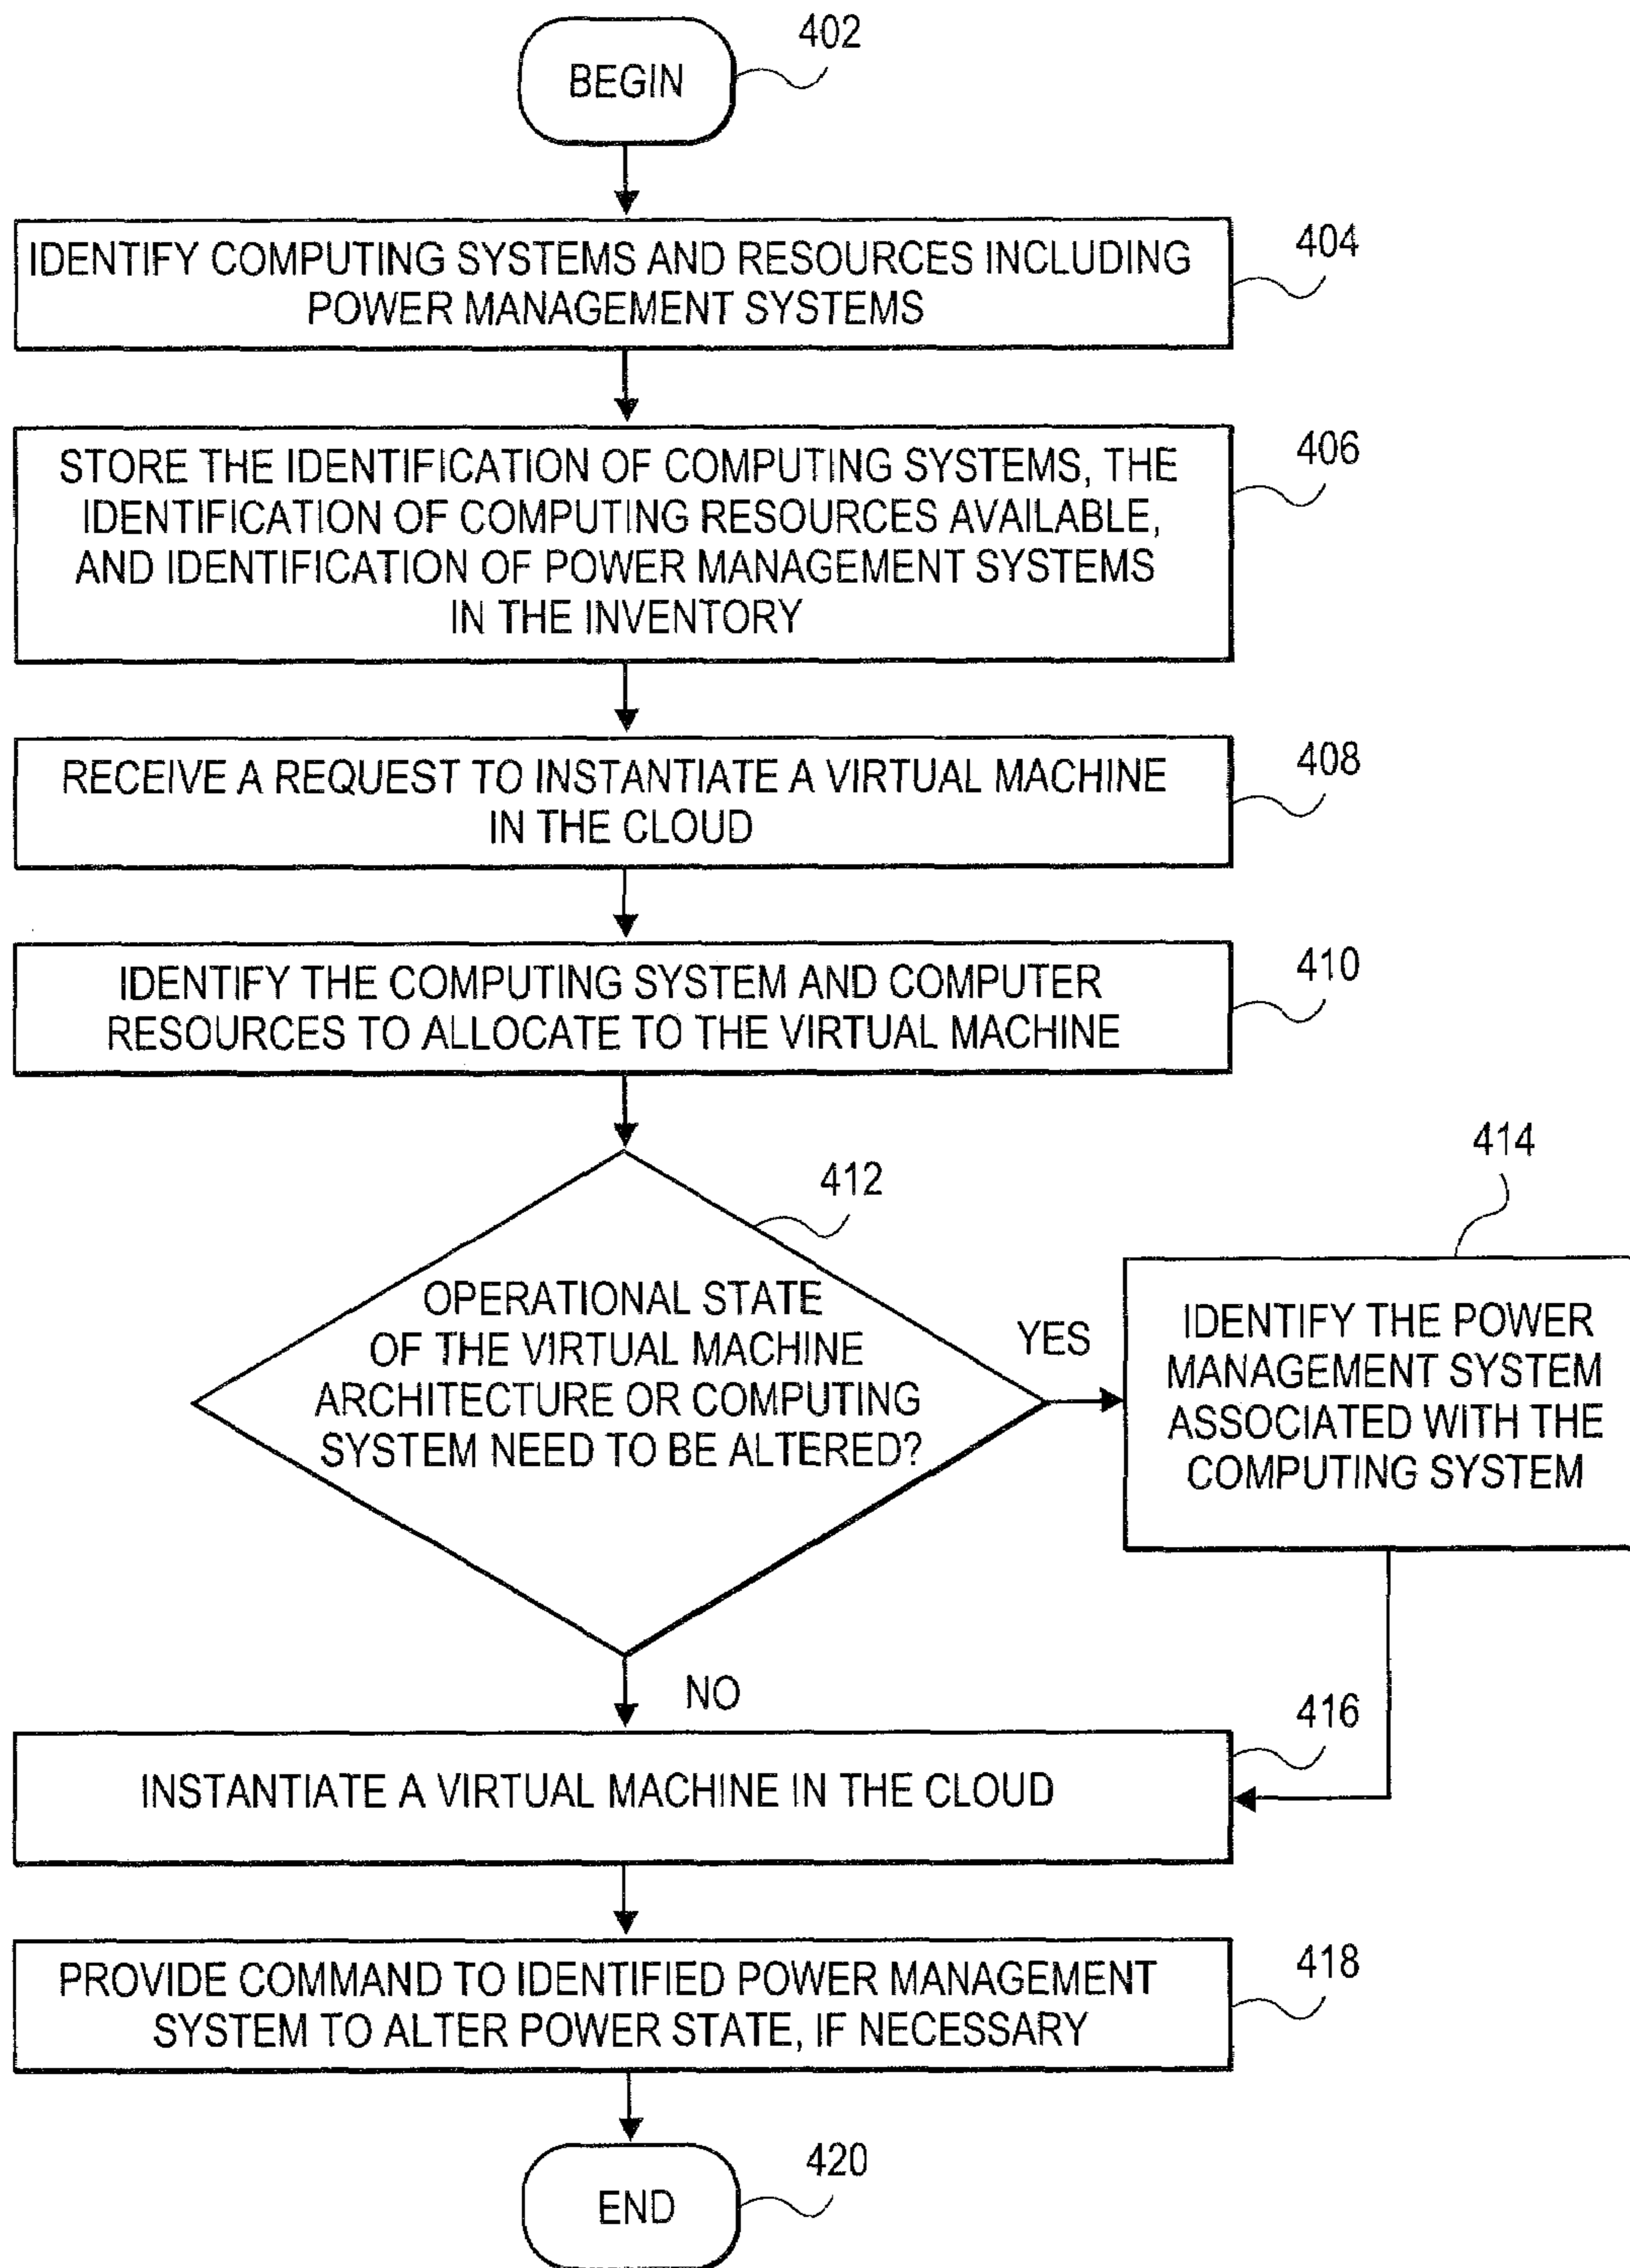 402
BEGIN
404
IDENTIFY COMPUTING SYSTEMS AND RESOURCES INCLUDING
POWER MANAGEMENT SYSTEMS
406
STORE THE IDENTIFICATION OF COMPUTING SYSTEMS, THE
IDENTIFICATION OF COMPUTING RESOURCES AVAILABLE,
AND IDENTIFICATION OF POWER MANAGEMENT SYSTEMS
IN THE INVENTORY
408
RECEIVE A REQUEST TO INSTANTIATE A VIRTUAL MACHINE
IN THE CLOUD
410
IDENTIFY THE COMPUTING SYSTEM AND COMPUTER
RESOURCES TO ALLOCATE TO THE VIRTUAL MACHINE
412
OPERATIONAL STATE
OF THE VIRTUAL MACHINE
ARCHITECTURE OR COMPUTING
SYSTEM NEED TO BE ALTERED?
YES
414
IDENTIFY THE POWER
MANAGEMENT SYSTEM
ASSOCIATED WITH THE
COMPUTING SYSTEM
NO
416
INSTANTIATE A VIRTUAL MACHINE IN THE CLOUD
418
PROVIDE COMMAND TO IDENTIFIED POWER MANAGEMENT
SYSTEM TO ALTER POWER STATE, IF NECESSARY
420
END